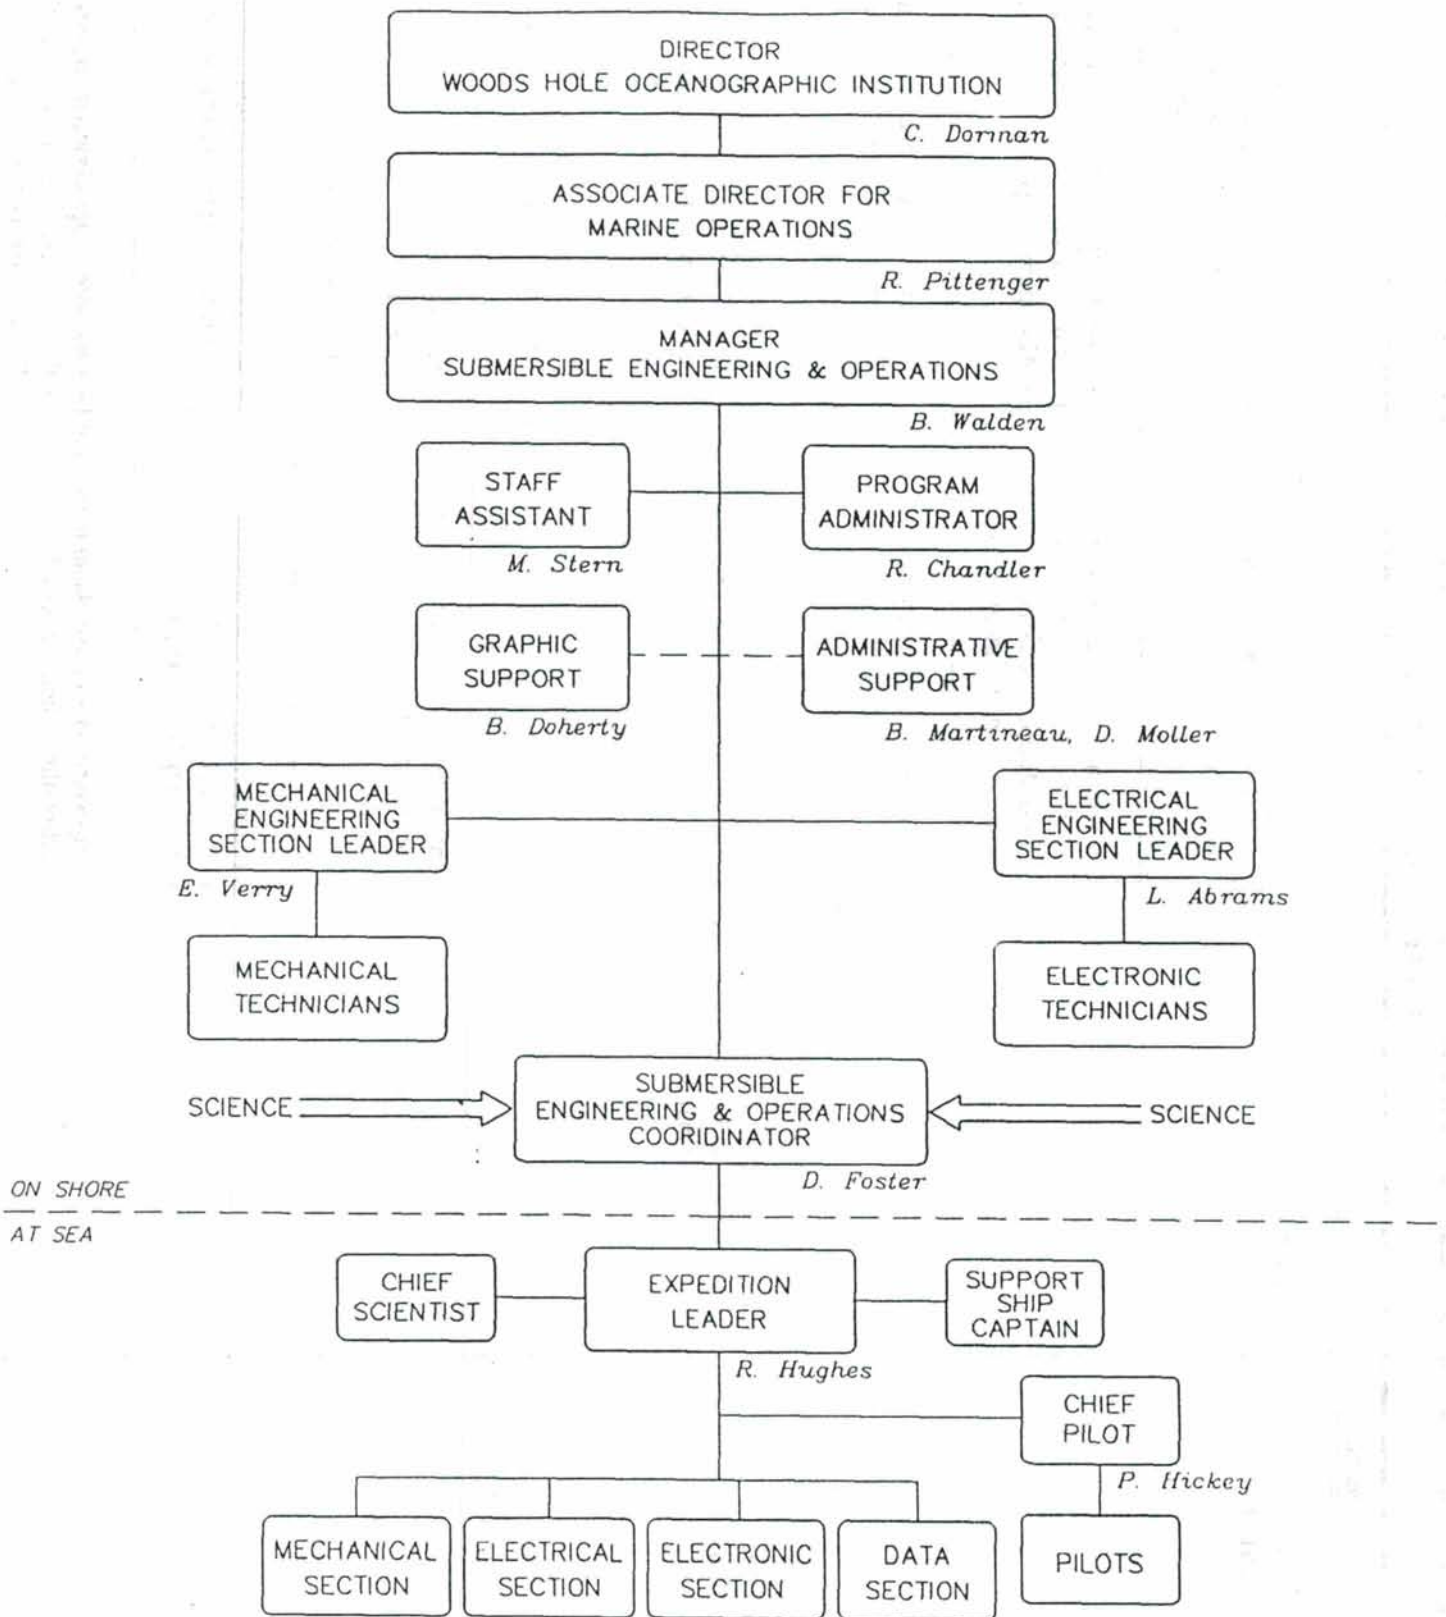 DIRECTOR
WOODS HOLE OCEANOGRAPHIC INSTITUTION
C. Dorman
ASSOCIATE DIRECTOR FOR
MARINE OPERATIONS
R. Pittenger
MANAGER
SUBMERSIBLE ENGINEERING & OPERATIONS
B. Walden
STAFF
ASSISTANT
M. Stern
PROGRAM
ADMINISTRATOR
R. Chandler
GRAPHIC
SUPPORT
B. Doherty
ADMINISTRATIVE
SUPPORT
B. Martineau, D. Moller
MECHANICAL
ENGINEERING
SECTION LEADER
E. Verry
ELECTRICAL
ENGINEERING
SECTION LEADER
L. Abrams
MECHANICAL
TECHNICIANS
ELECTRONIC
TECHNICIANS
SCIENCE
SUBMERSIBLE
ENGINEERING & OPERATIONS
COORIDINATOR
SCIENCE
D. Foster
ON SHORE
AT SEA
CHIEF
SCIENTIST
EXPEDITION
LEADER
SUPPORT
SHIP
CAPTAIN
R. Hughes
CHIEF
PILOT
P. Hickey
MECHANICAL
SECTION
ELECTRICAL
SECTION
ELECTRONIC
SECTION
DATA
SECTION
PILOTS